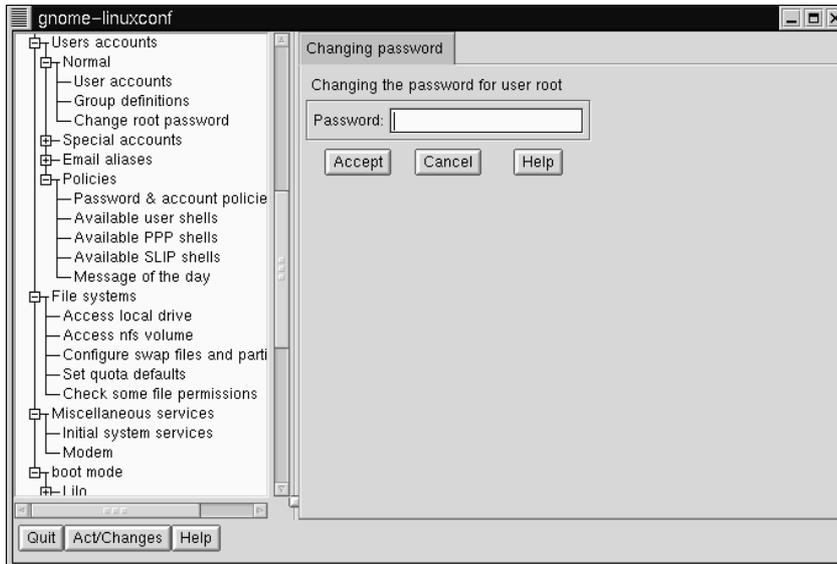 gnome-linuxconf
Users accounts
Normal
User accounts
Group definitions
Change root password
Special accounts
Email aliases
Policies
Password & account policie
Available user shells
Available PPP shells
Available SLIP shells
Message of the day
File systems
Access local drive
Access nfs volume
Configure swap files and parti
Set quota defaults
Check some file permissions
Miscellaneous services
Initial system services
Modem
boot mode
Lilo
Changing password
Changing the password for user root
Password:
Accept Cancel Help
Quit Act/Changes Help